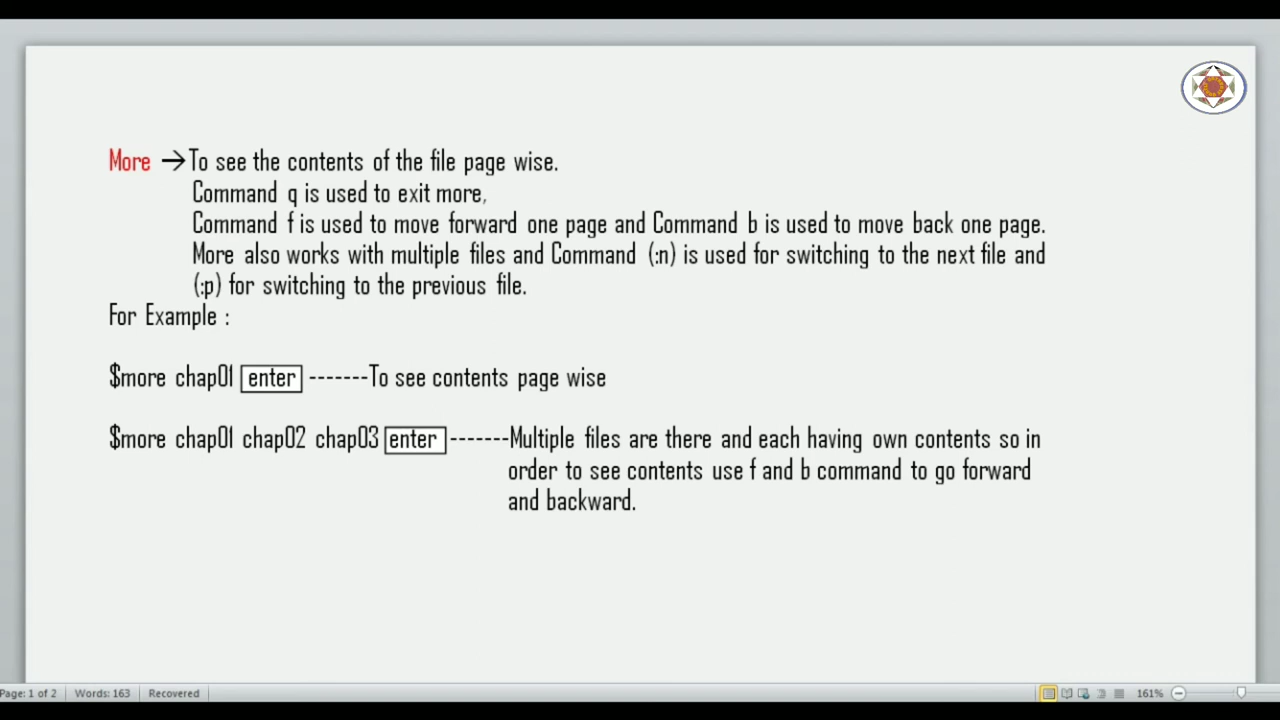 More →To see the contents of the file page wise.
Command q is used to exit more,
Command f is used to move forward one page and Command b is used to move back one page.
More also works with multiple files and Command (:n) is used for switching to the next file and
(:p) for switching to the previous file.
For Example :
$more chap01 enter -------To see contents page wise
$more chap01 chap02 chap03 enter -------Multiple files are there and each having own contents so in
order to see contents use f and b command to go forward
and backward.
Page: 1 of 2 Words: 163 Recovered 161%